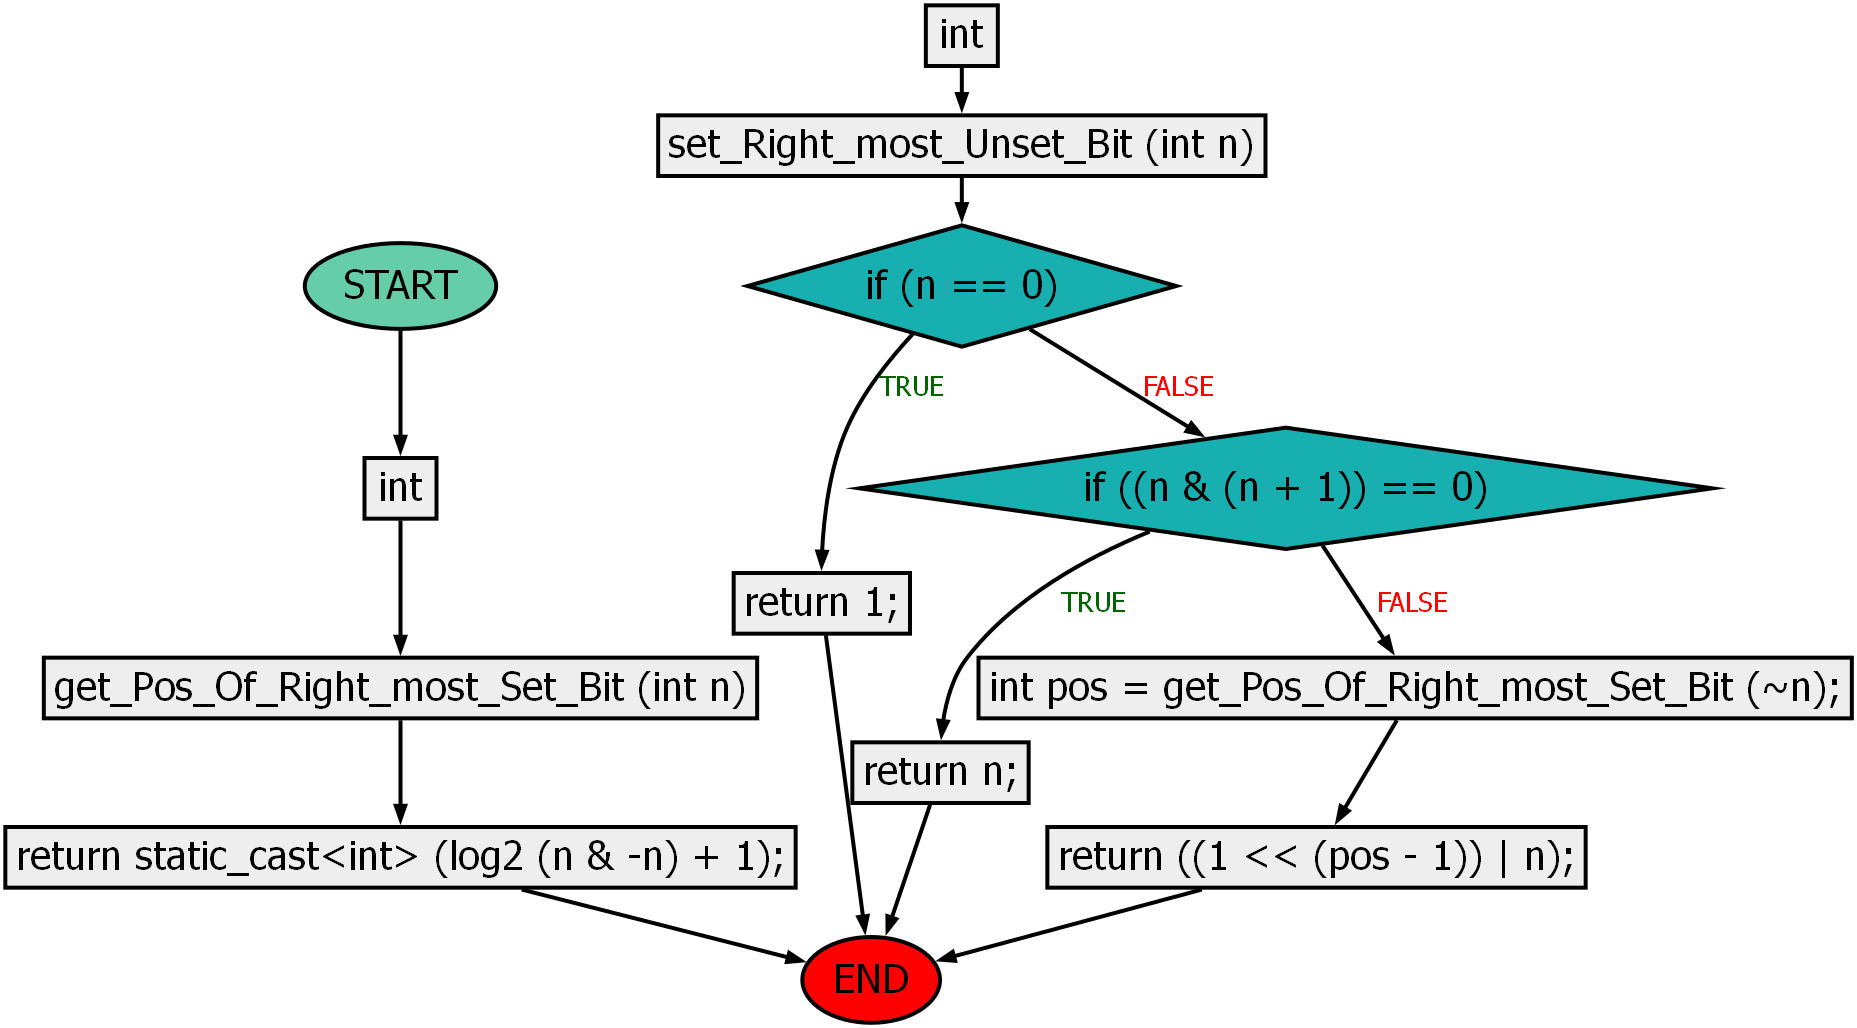 int
set_Right_most_Unset_Bit (int n)
START
if (n == 0)
TRUE
FALSE
int
if ((n & (n + 1)) == 0)
return 1;
TRUE
FALSE
get_Pos_Of_Right_most_Set_Bit (int n)
int pos = get_Pos_Of_Right_most_Set_Bit (~n);
return n;
return static_cast<int> (log2 (n & -n) + 1);
return ((1 << (pos - 1)) | n);
END